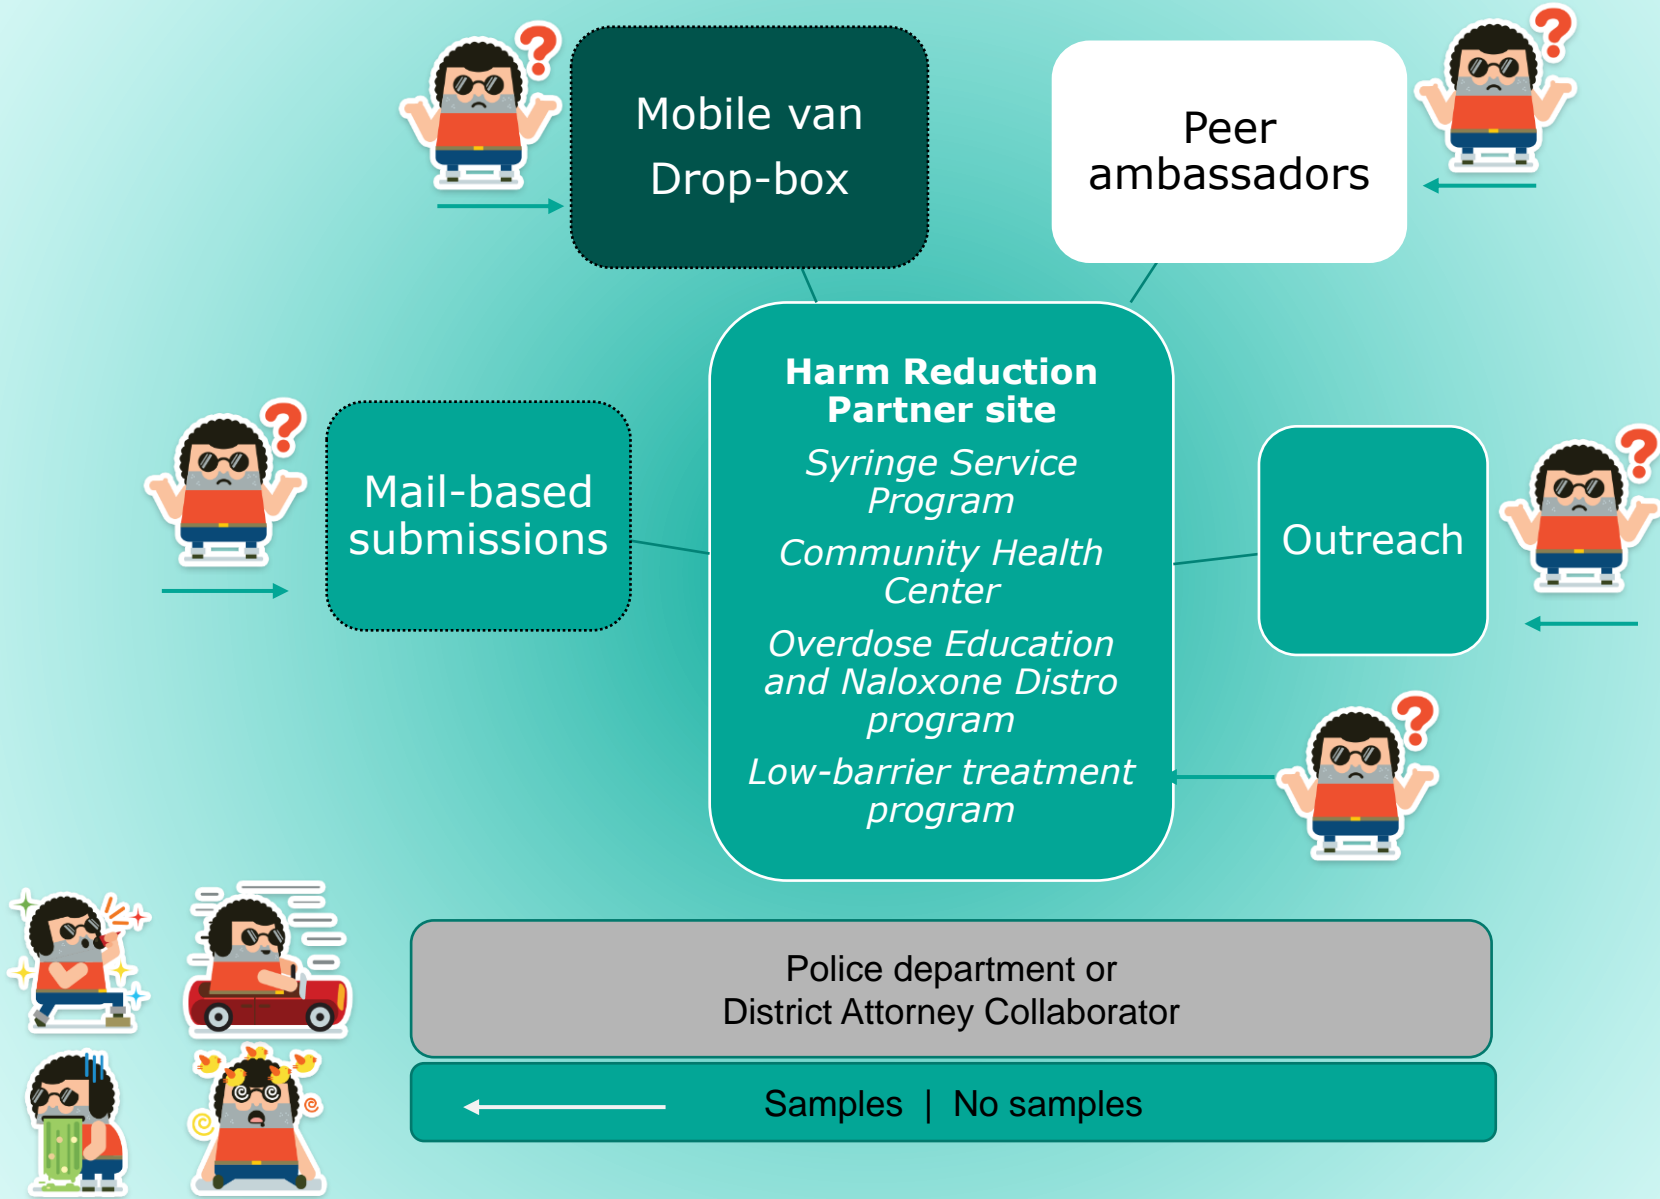 Mobile van
Drop-box
Peer
ambassadors
Harm Reduction
Partner site
Syringe Service
Program
Community Health
Center
Overdose Education
and Naloxone Distro
program
Low-barrier treatment
program
Mail-based
submissions
Outreach
Police department or
District Attorney Collaborator
Samples | No samples